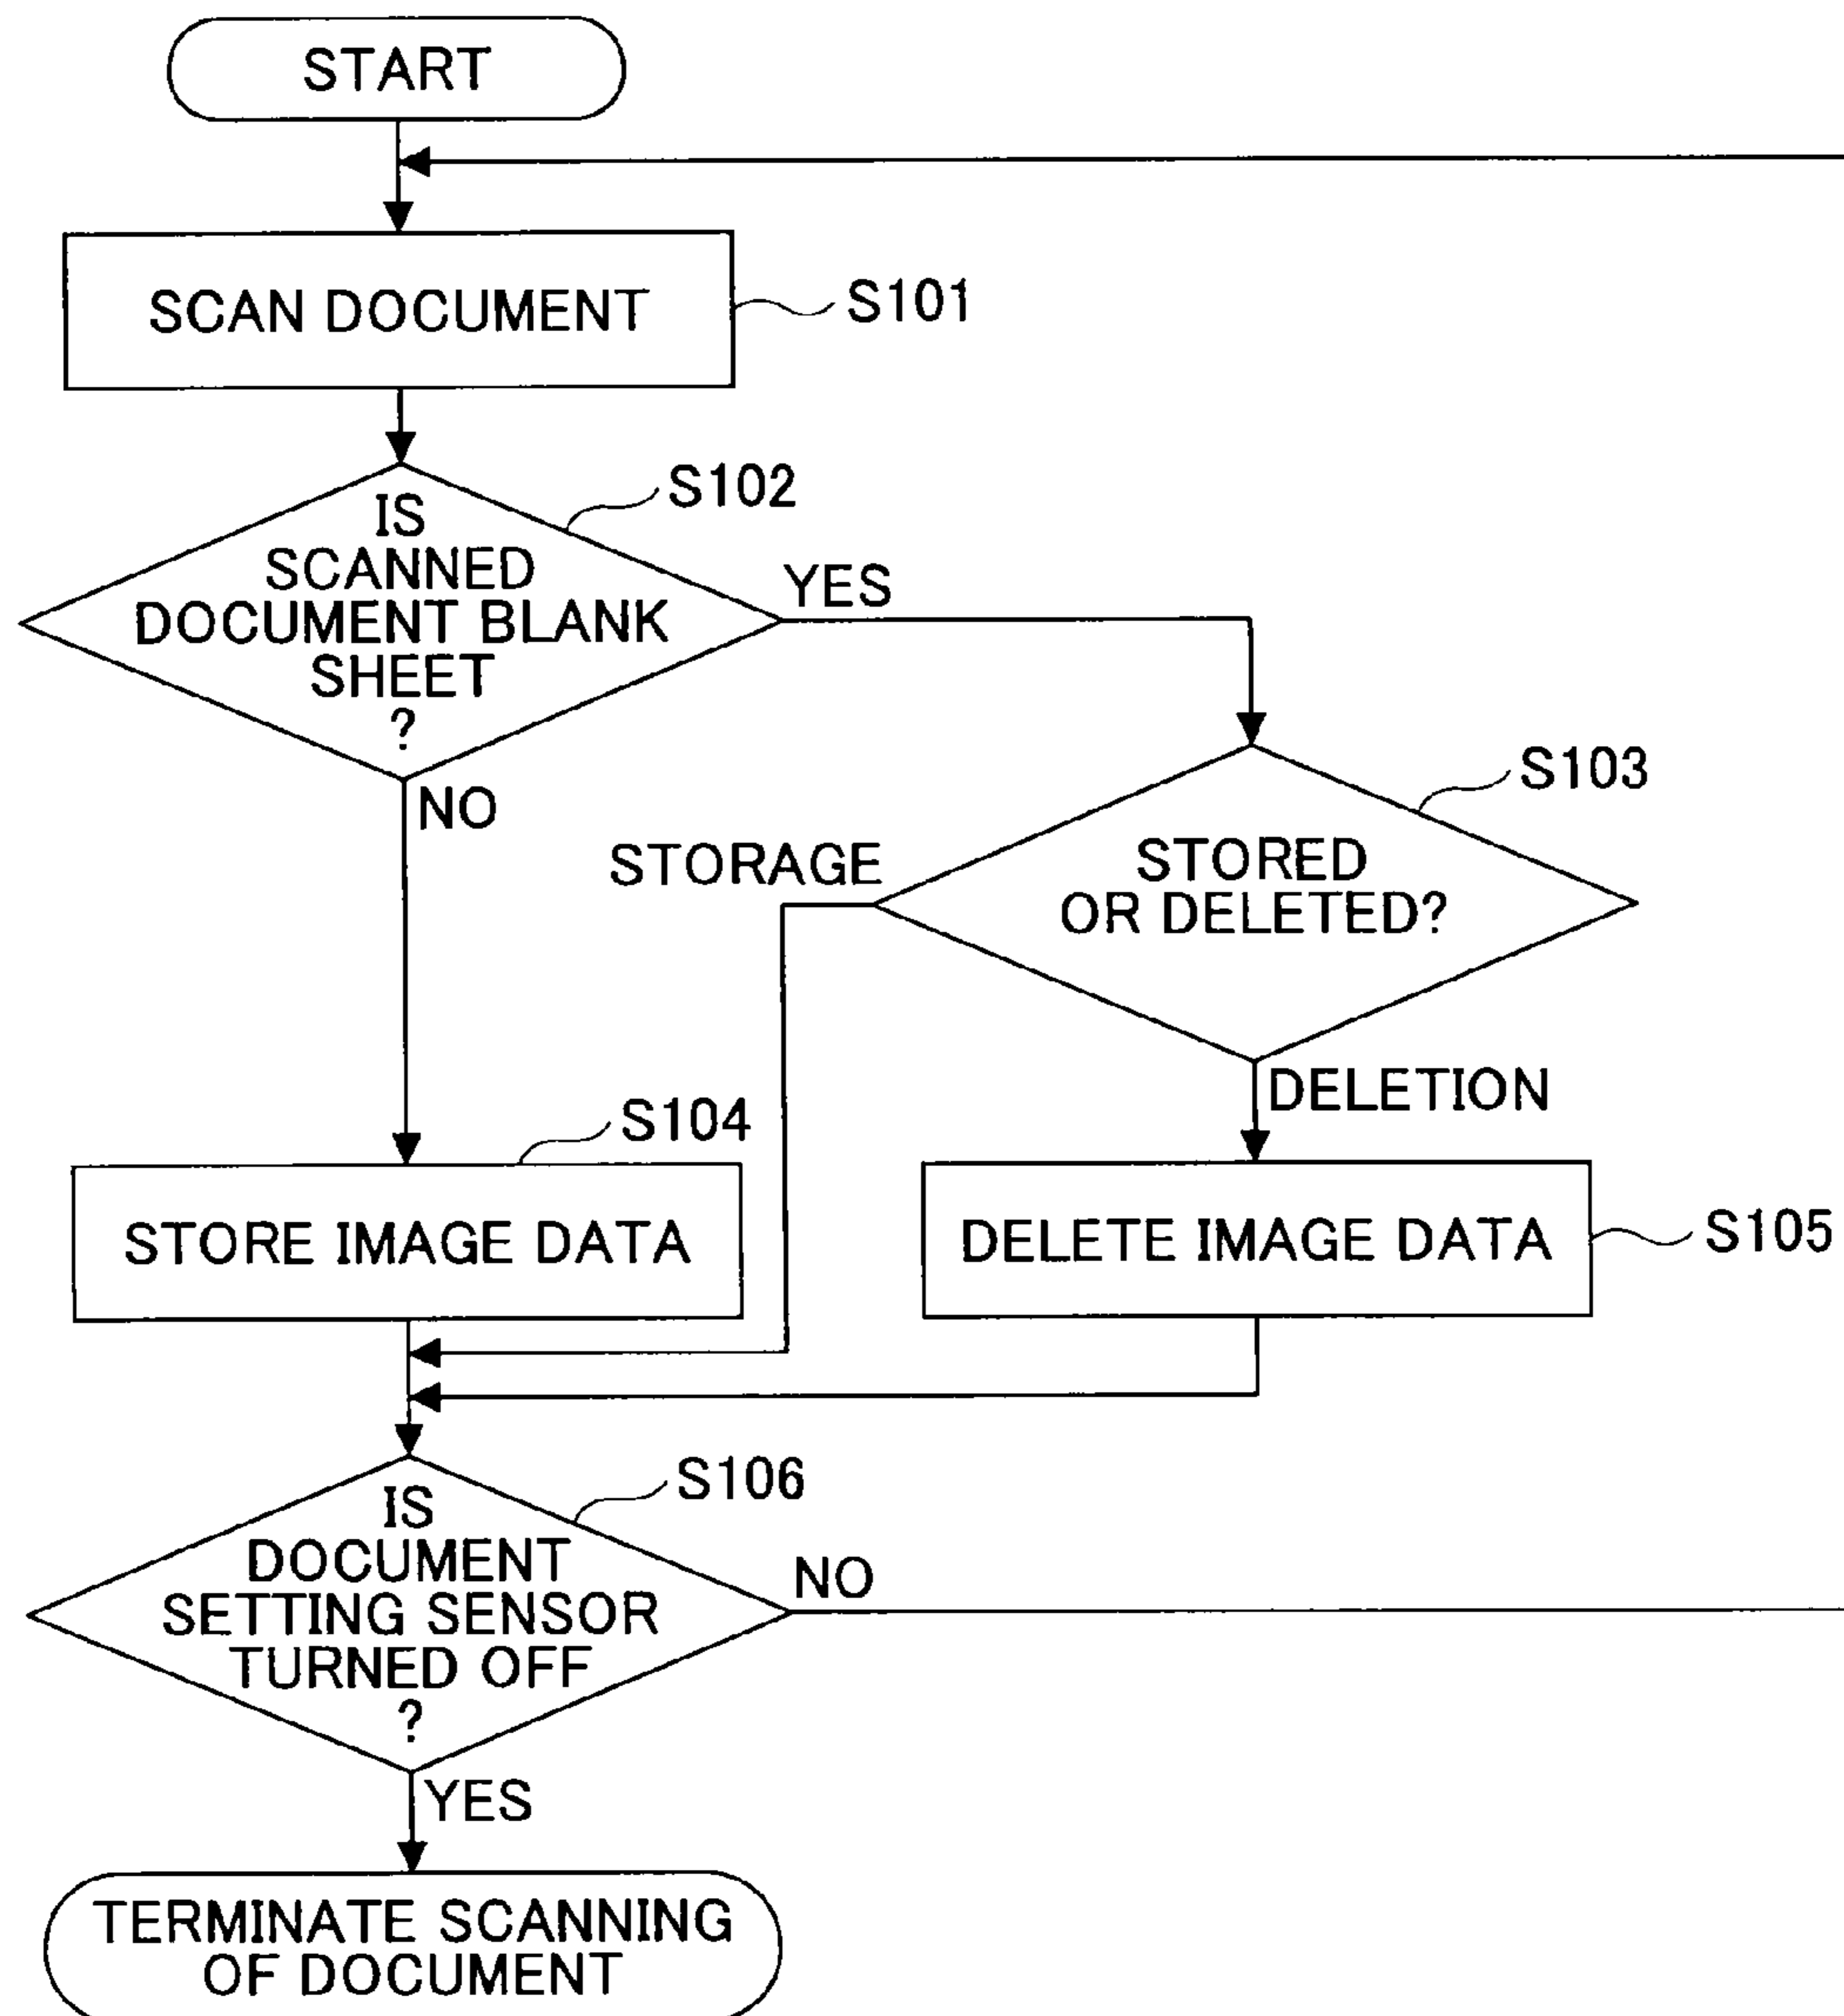 START
SCAN DOCUMENT
S101
S102
IS
SCANNED
DOCUMENT BLANK
SHEET
?
YES
NO
S103
STORED
OR DELETED?
STORAGE
DELETION
S104
STORE IMAGE DATA
DELETE IMAGE DATA
S105
S106
IS
DOCUMENT
SETTING SENSOR
TURNED OFF
?
NO
YES
TERMINATE SCANNING
OF DOCUMENT